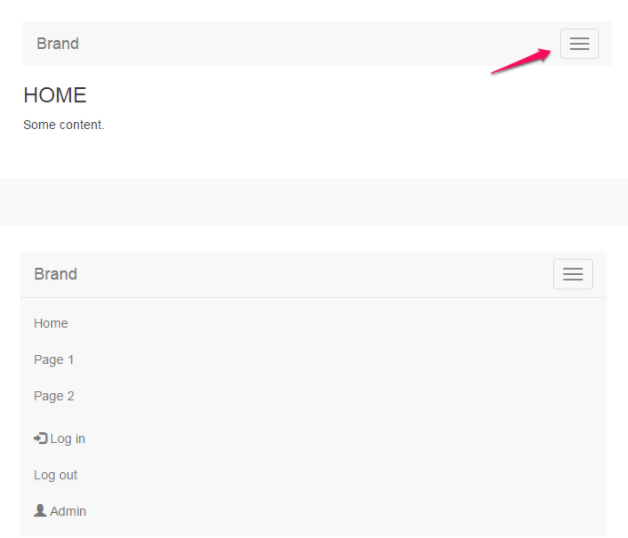 Brand
HOME
Some content.
Brand
Home
Page 1
Page 2
Log in
Log out
Admin